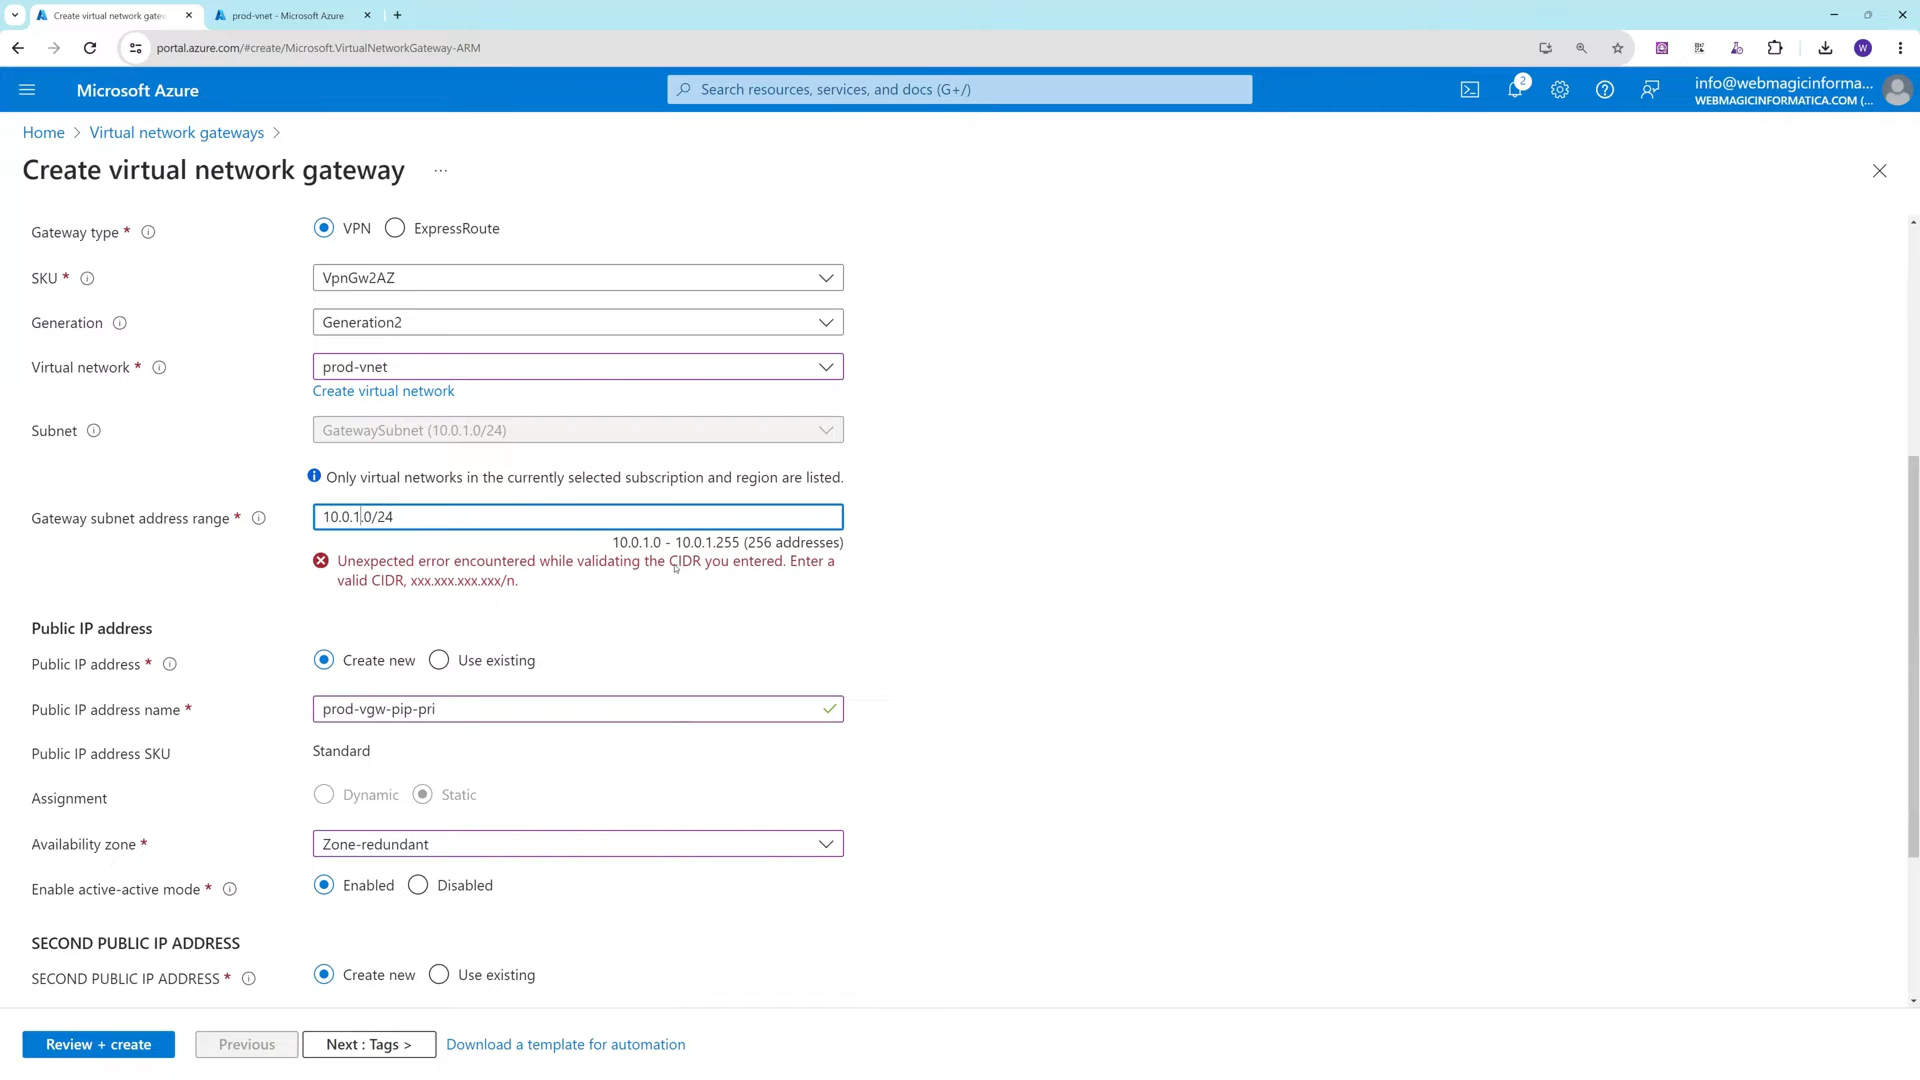 Create virtual network gatew
prod-vnet - Microsoft Azure
portal.azure.com/#create/Microsoft.VirtualNetworkGateway-ARM
W
Microsoft Azure
Search resources, services, and docs (G+/)
2
info@webmagicinforma...
WEBMAGICINFORMATICA.COM (...
Home > Virtual network gateways >
Create virtual network gateway ...
Gateway type *
VPN
ExpressRoute
SKU *
VpnGw2AZ
Generation
Generation2
Virtual network *
prod-vnet
Create virtual network
Subnet
GatewaySubnet (10.0.1.0/24)
Only virtual networks in the currently selected subscription and region are listed.
Gateway subnet address range *
10.0.1.0/24
10.0.1.0 - 10.0.1.255 (256 addresses)
Unexpected error encountered while validating the CIDR you entered. Enter a
valid CIDR, xxx.xxx.xxx.xxx/n.
Public IP address
Public IP address *
Create new
Use existing
Public IP address name *
prod-vgw-pip-pri
Public IP address SKU
Standard
Assignment
Dynamic
Static
Availability zone *
Zone-redundant
Enable active-active mode *
Enabled
Disabled
SECOND PUBLIC IP ADDRESS
SECOND PUBLIC IP ADDRESS *
Create new
Use existing
Review + create
Previous
Next : Tags >
Download a template for automation